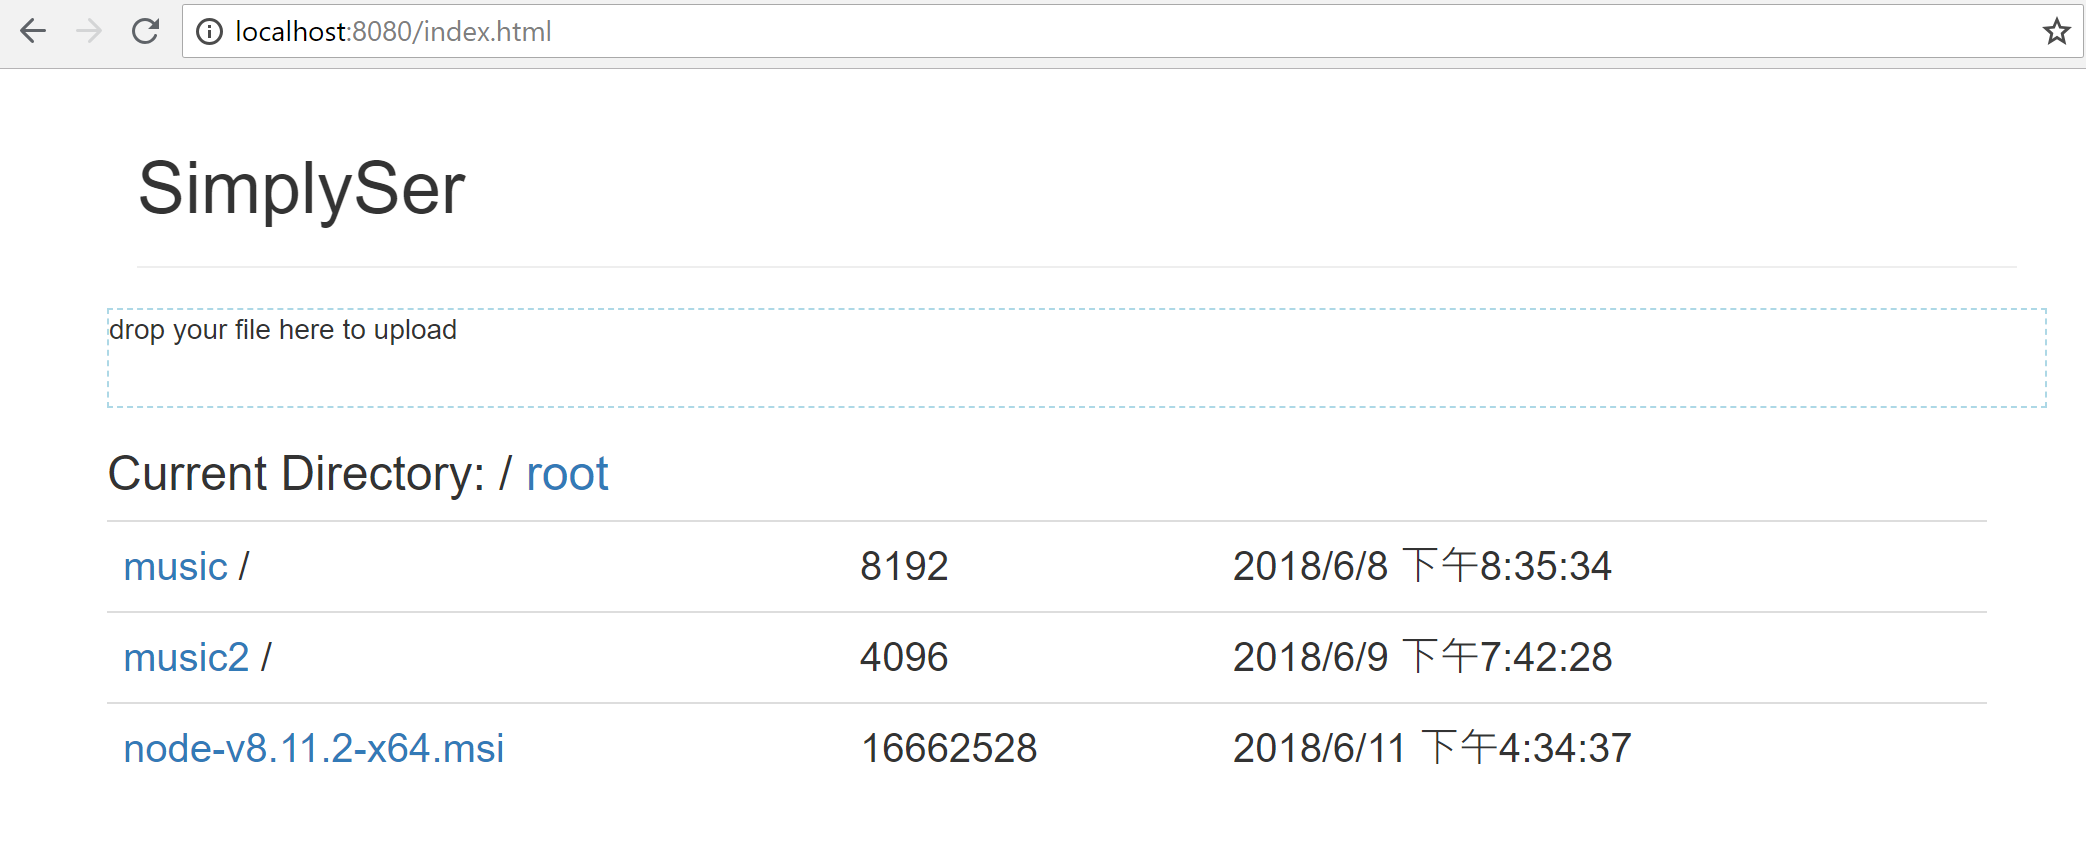 localhost:8080/index.html
SimplySer
drop your file here to upload
Current Directory: / root
music / 8192 2018/6/8 下午8:35:34
music2 / 4096 2018/6/9 下午7:42:28
node-v8.11.2-x64.msi 16662528 2018/6/11 下午4:34:37